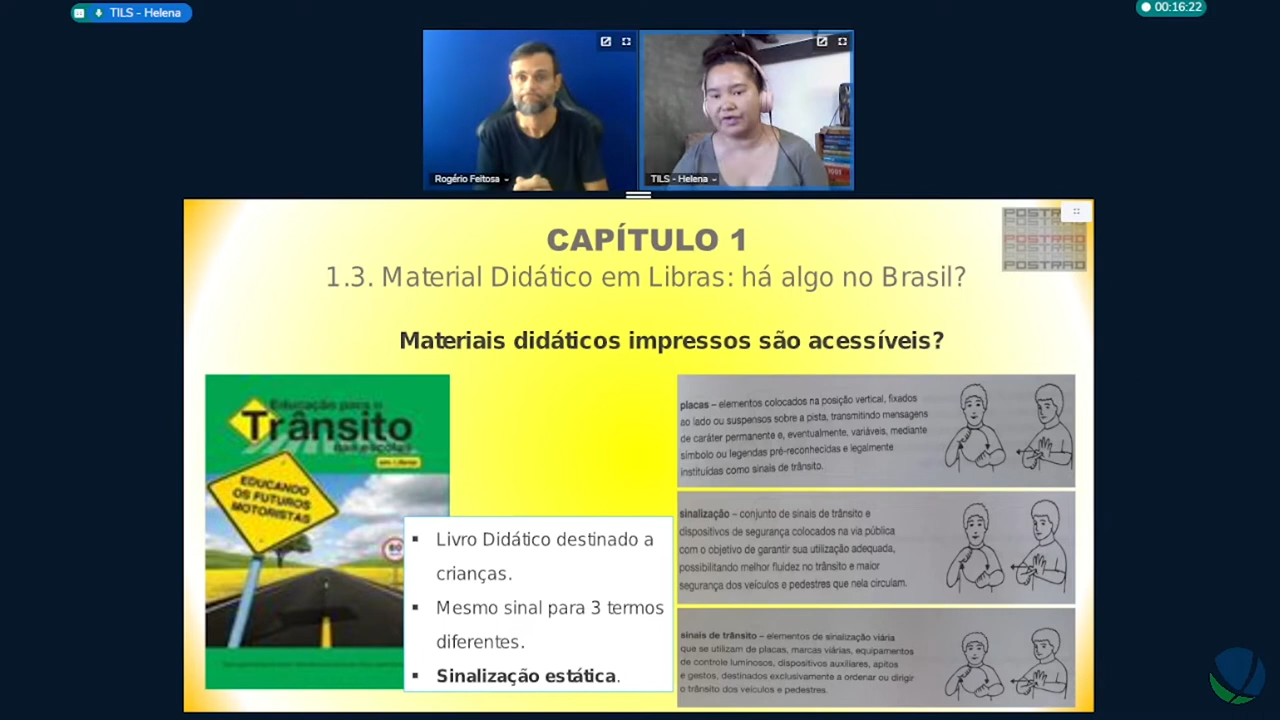 TILS - Helena
00:16:22
Rogério Feitosa
TILS - Helena
POSTRAD
POSTRAD
POSTRAD
CAPÍTULO 1
1.3. Material Didático em Libras: há algo no Brasil?
Materiais didáticos impressos são acessíveis?
Educação para o
Trânsito
nas escolas
em Libras
EDUCANDO
OS FUTUROS
MOTORISTAS
80
▪ Livro Didático destinado a
crianças.
▪ Mesmo sinal para 3 termos
diferentes.
▪ Sinalização estática.
placas – elementos colocados na posição vertical, fixados
ao lado ou suspensos sobre a pista, transmitindo mensagens
de caráter permanente e, eventualmente, variáveis, mediante
símbolo ou legendas pré-reconhecidas e legalmente
instituídas como sinais de trânsito.
sinalização – conjunto de sinais de trânsito e
dispositivos de segurança colocados na via pública
com o objetivo de garantir sua utilização adequada,
possibilitando melhor fluidez no trânsito e maior
segurança dos veículos e pedestres que nela circulam.
sinais de trânsito – elementos de sinalização viária
que se utilizam de placas, marcas viárias, equipamentos
de controle luminosos, dispositivos auxiliares, apitos
e gestos, destinados exclusivamente a ordenar ou dirigir
o trânsito dos veículos e pedestres.